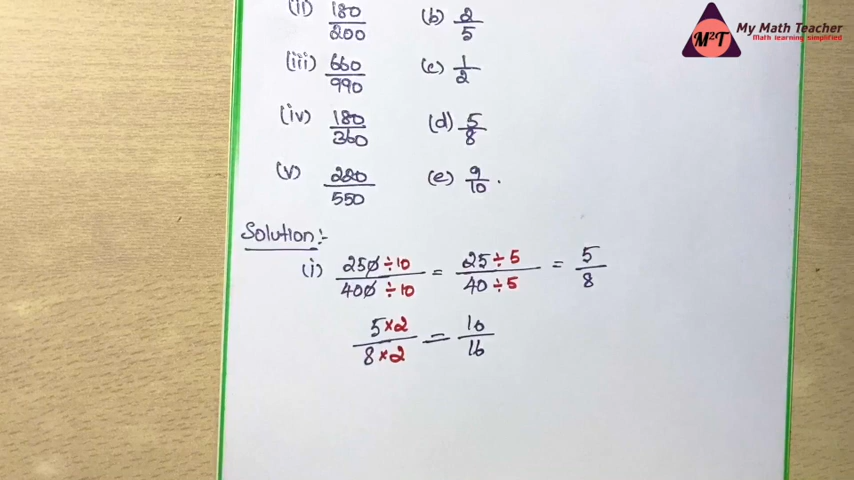 (ii) 180/200 (b) 2/5
(iii) 660/990 (c) 1/2
(iv) 180/360 (d) 5/8
(v) 220/550 (e) 9/10.
Solution:-
(i) 250÷10/400÷10 = 25÷5/40÷5 = 5/8
5×2/8×2 = 10/16
M²T
My Math Teacher
Math learning simplified